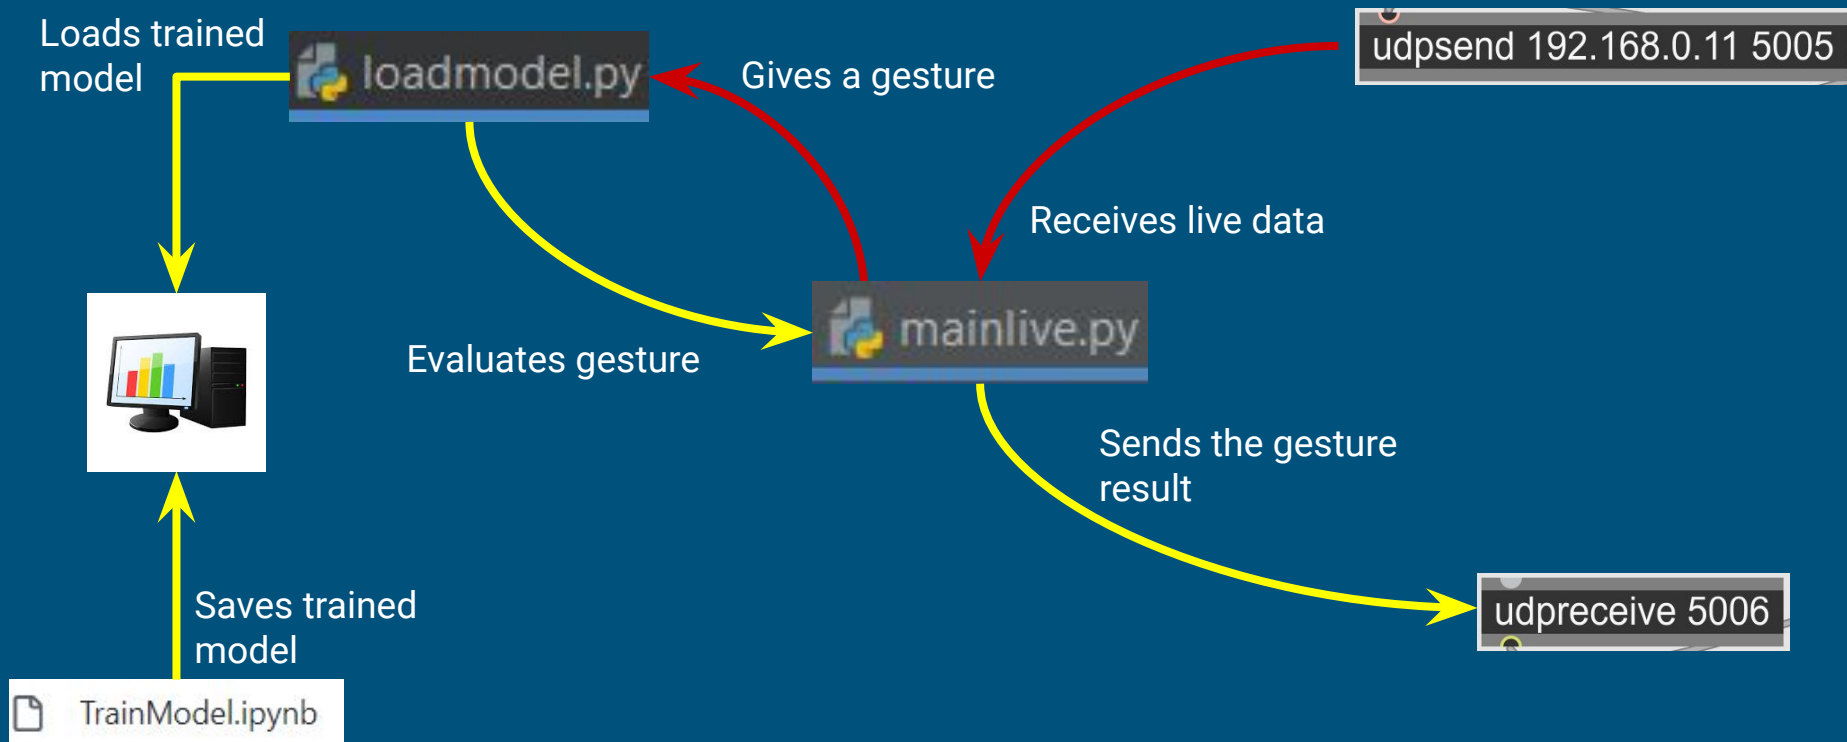 Loads trained
model
loadmodel.py
Gives a gesture
udpsend 192.168.0.11 5005
Receives live data
mainlive.py
Evaluates gesture
Sends the gesture
result
Saves trained
model
udpreceive 5006
TrainModel.ipynb